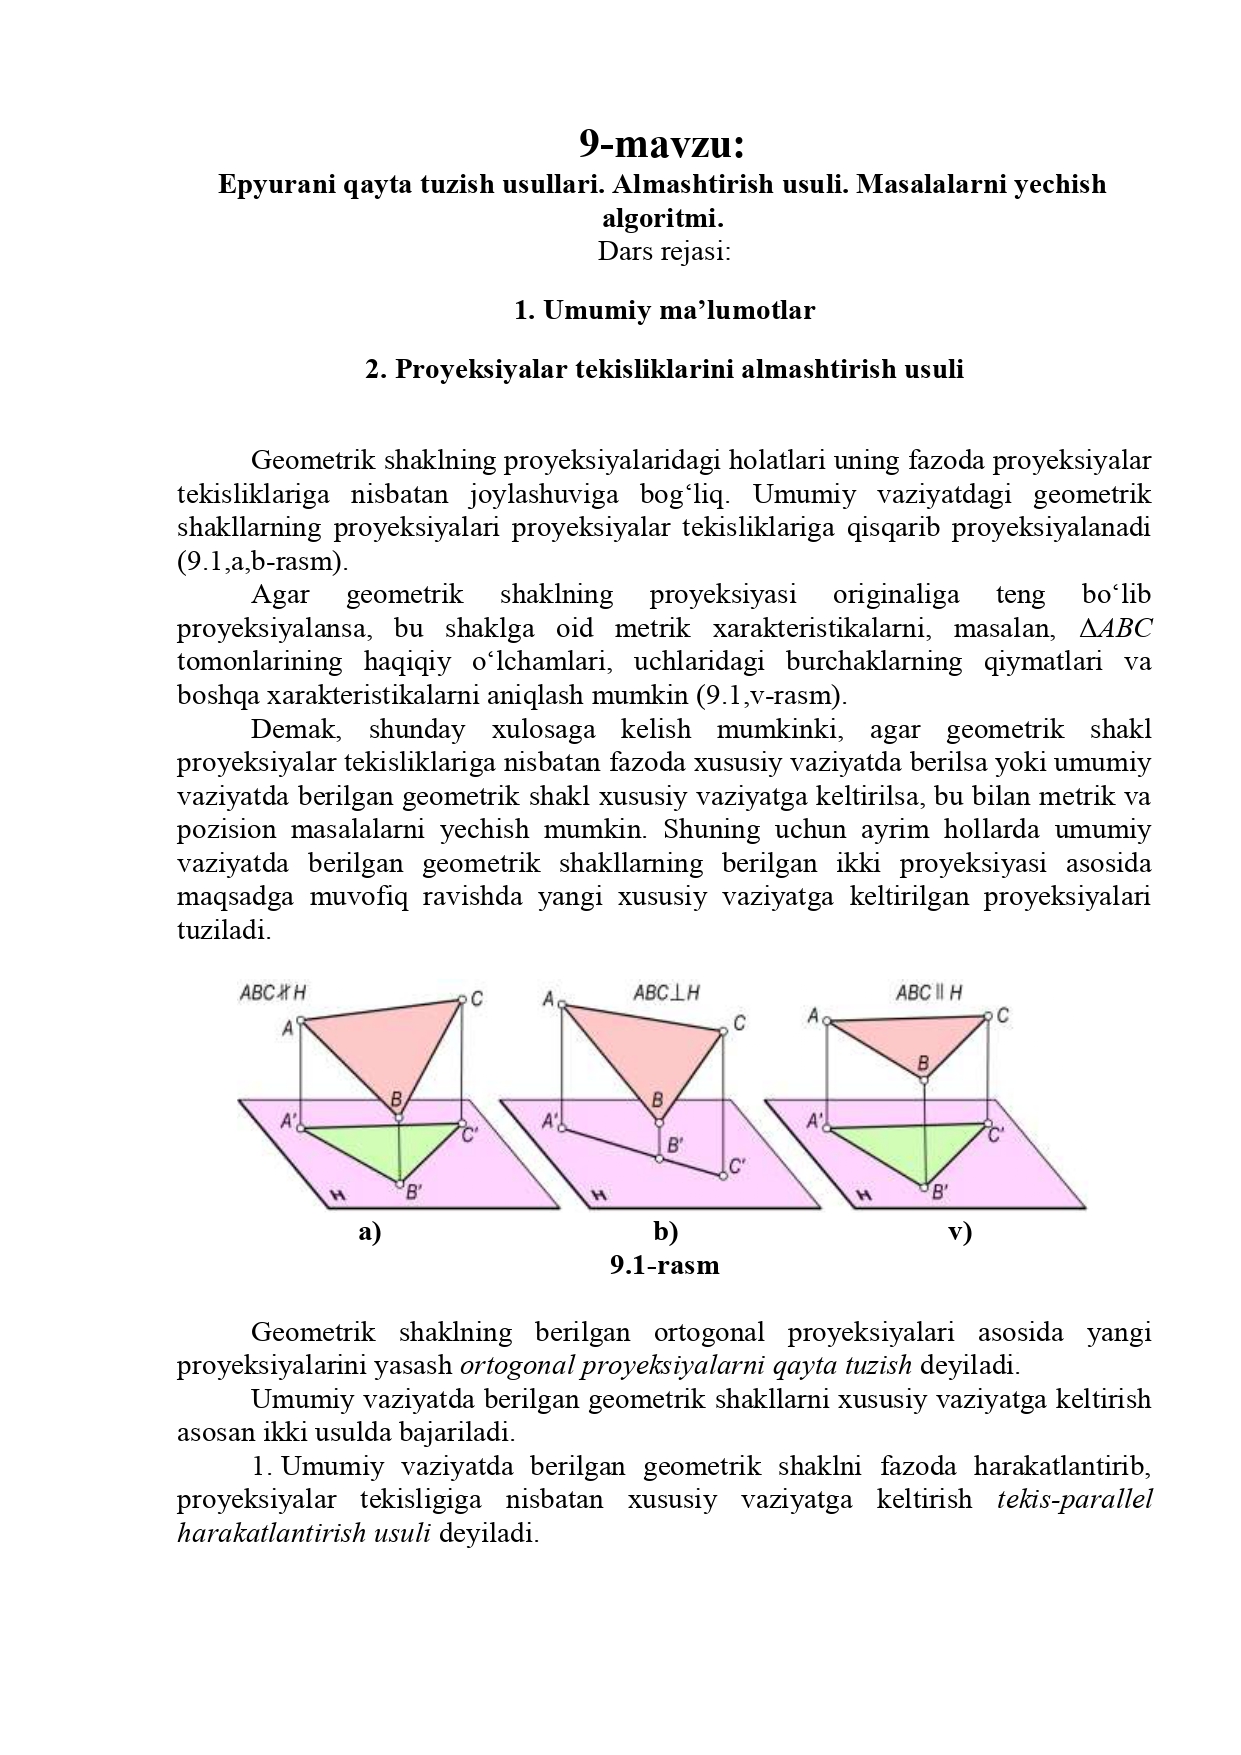 9-mavzu:
Epyurani qayta tuzish usullari. Almashtirish usuli. Masalalarni yechish
algoritmi.
Dars rejasi:
1. Umumiy ma’lumotlar
2. Proyeksiyalar tekisliklarini almashtirish usuli
Geometrik shaklning proyeksiyalaridagi holatlari uning fazoda proyeksiyalar
tekisliklariga nisbatan joylashuviga bog‘liq. Umumiy vaziyatdagi geometrik
shakllarning proyeksiyalari proyeksiyalar tekisliklariga qisqarib proyeksiyalanadi
(9.1,a,b-rasm).
Agar geometrik shaklning proyeksiyasi originaliga teng bo‘lib
proyeksiyalansa, bu shaklga oid metrik xarakteristikalarni, masalan, ∆ABC
tomonlarining haqiqiy o‘lchamlari, uchlaridagi burchaklarning qiymatlari va
boshqa xarakteristikalarni aniqlash mumkin (9.1,v-rasm).
Demak, shunday xulosaga kelish mumkinki, agar geometrik shakl
proyeksiyalar tekisliklariga nisbatan fazoda xususiy vaziyatda berilsa yoki umumiy
vaziyatda berilgan geometrik shakl xususiy vaziyatga keltirilsa, bu bilan metrik va
pozision masalalarni yechish mumkin. Shuning uchun ayrim hollarda umumiy
vaziyatda berilgan geometrik shakllarning berilgan ikki proyeksiyasi asosida
maqsadga muvofiq ravishda yangi xususiy vaziyatga keltirilgan proyeksiyalari
tuziladi.
ABC∦H
A
C
B
A'
C'
B'
H
ABC⊥H
A
C
B
A'
B'
C'
H
ABC || H
A
C
B
A'
C'
B'
H
a) b) v)
9.1-rasm
Geometrik shaklning berilgan ortogonal proyeksiyalari asosida yangi
proyeksiyalarini yasash ortogonal proyeksiyalarni qayta tuzish deyiladi.
Umumiy vaziyatda berilgan geometrik shakllarni xususiy vaziyatga keltirish
asosan ikki usulda bajariladi.
1. Umumiy vaziyatda berilgan geometrik shaklni fazoda harakatlantirib,
proyeksiyalar tekisligiga nisbatan xususiy vaziyatga keltirish tekis-parallel
harakatlantirish usuli deyiladi.